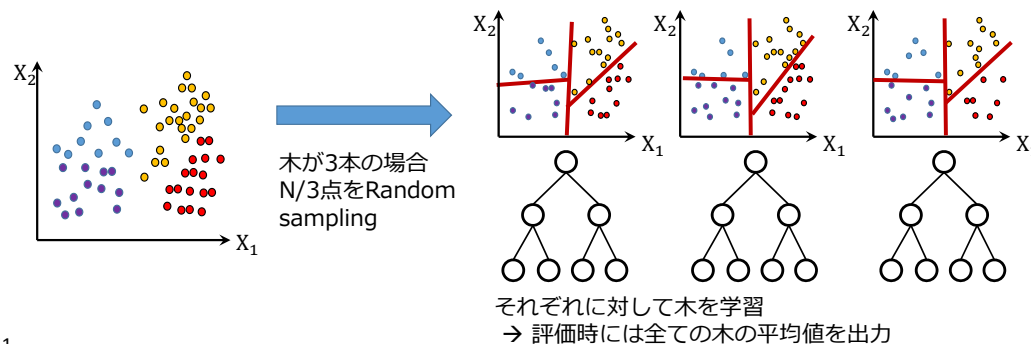 X2
X1
木が3本の場合
N/3点をRandom
sampling
X2
X1
X2
X1
X2
X1
それぞれに対して木を学習
→ 評価時には全ての木の平均値を出力
1